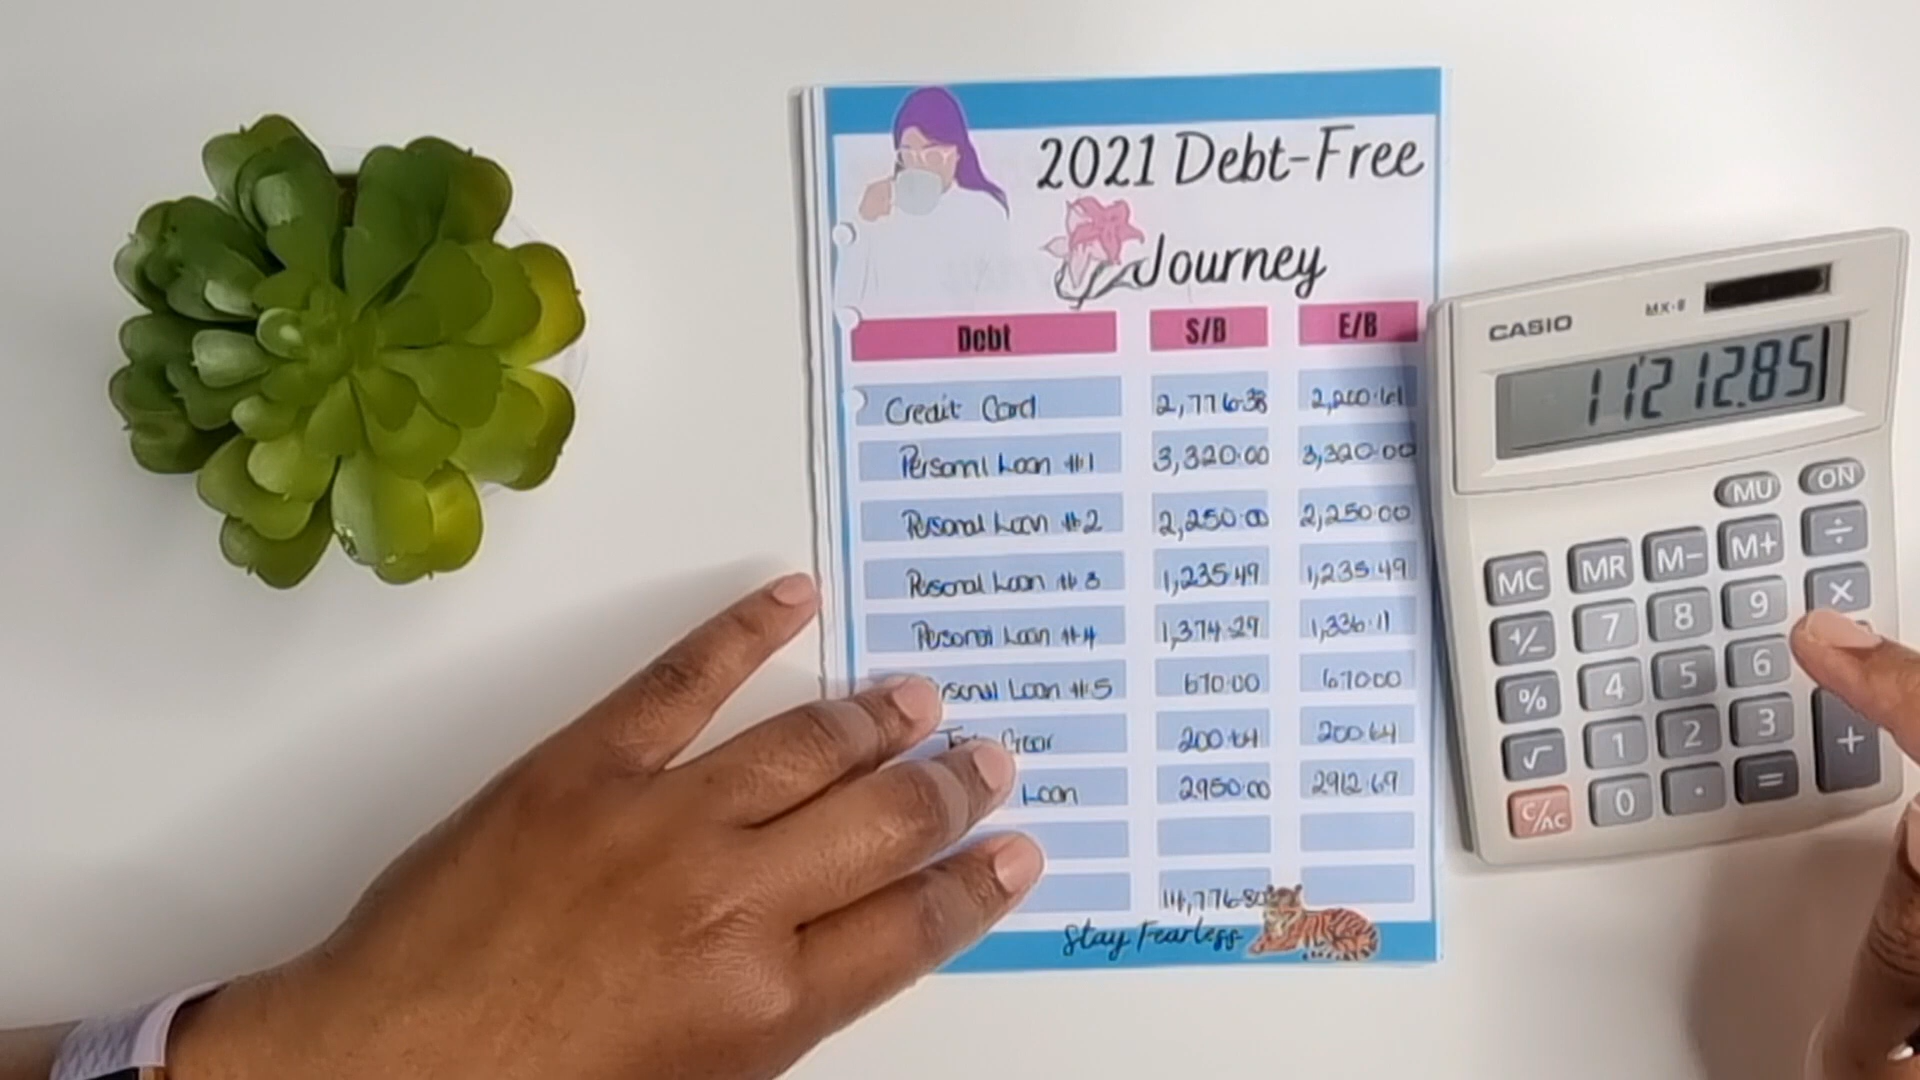 2021 Debt-Free
Journey
Debt S/B E/B
Credit Card 2,776.38 2,200.61
Personal Loan #1 3,320.00 3,320.00
Personal Loan #2 2,250.00 2,250.00
Personal Loan #3 1,235.49 1,235.49
Personal Loan #4 1,374.29 1,336.11
rsonal Loan #5 670.00 670.00
200.64 200.64
Loan 2950.00 2912.69
14,776.80
Stay Fearless
CASIO MX-8
11'212.85
MU ON
MC MR M− M+ ÷
+/− 7 8 9 ×
% 4 5 6
√ 1 2 3 +
C/AC 0 . =